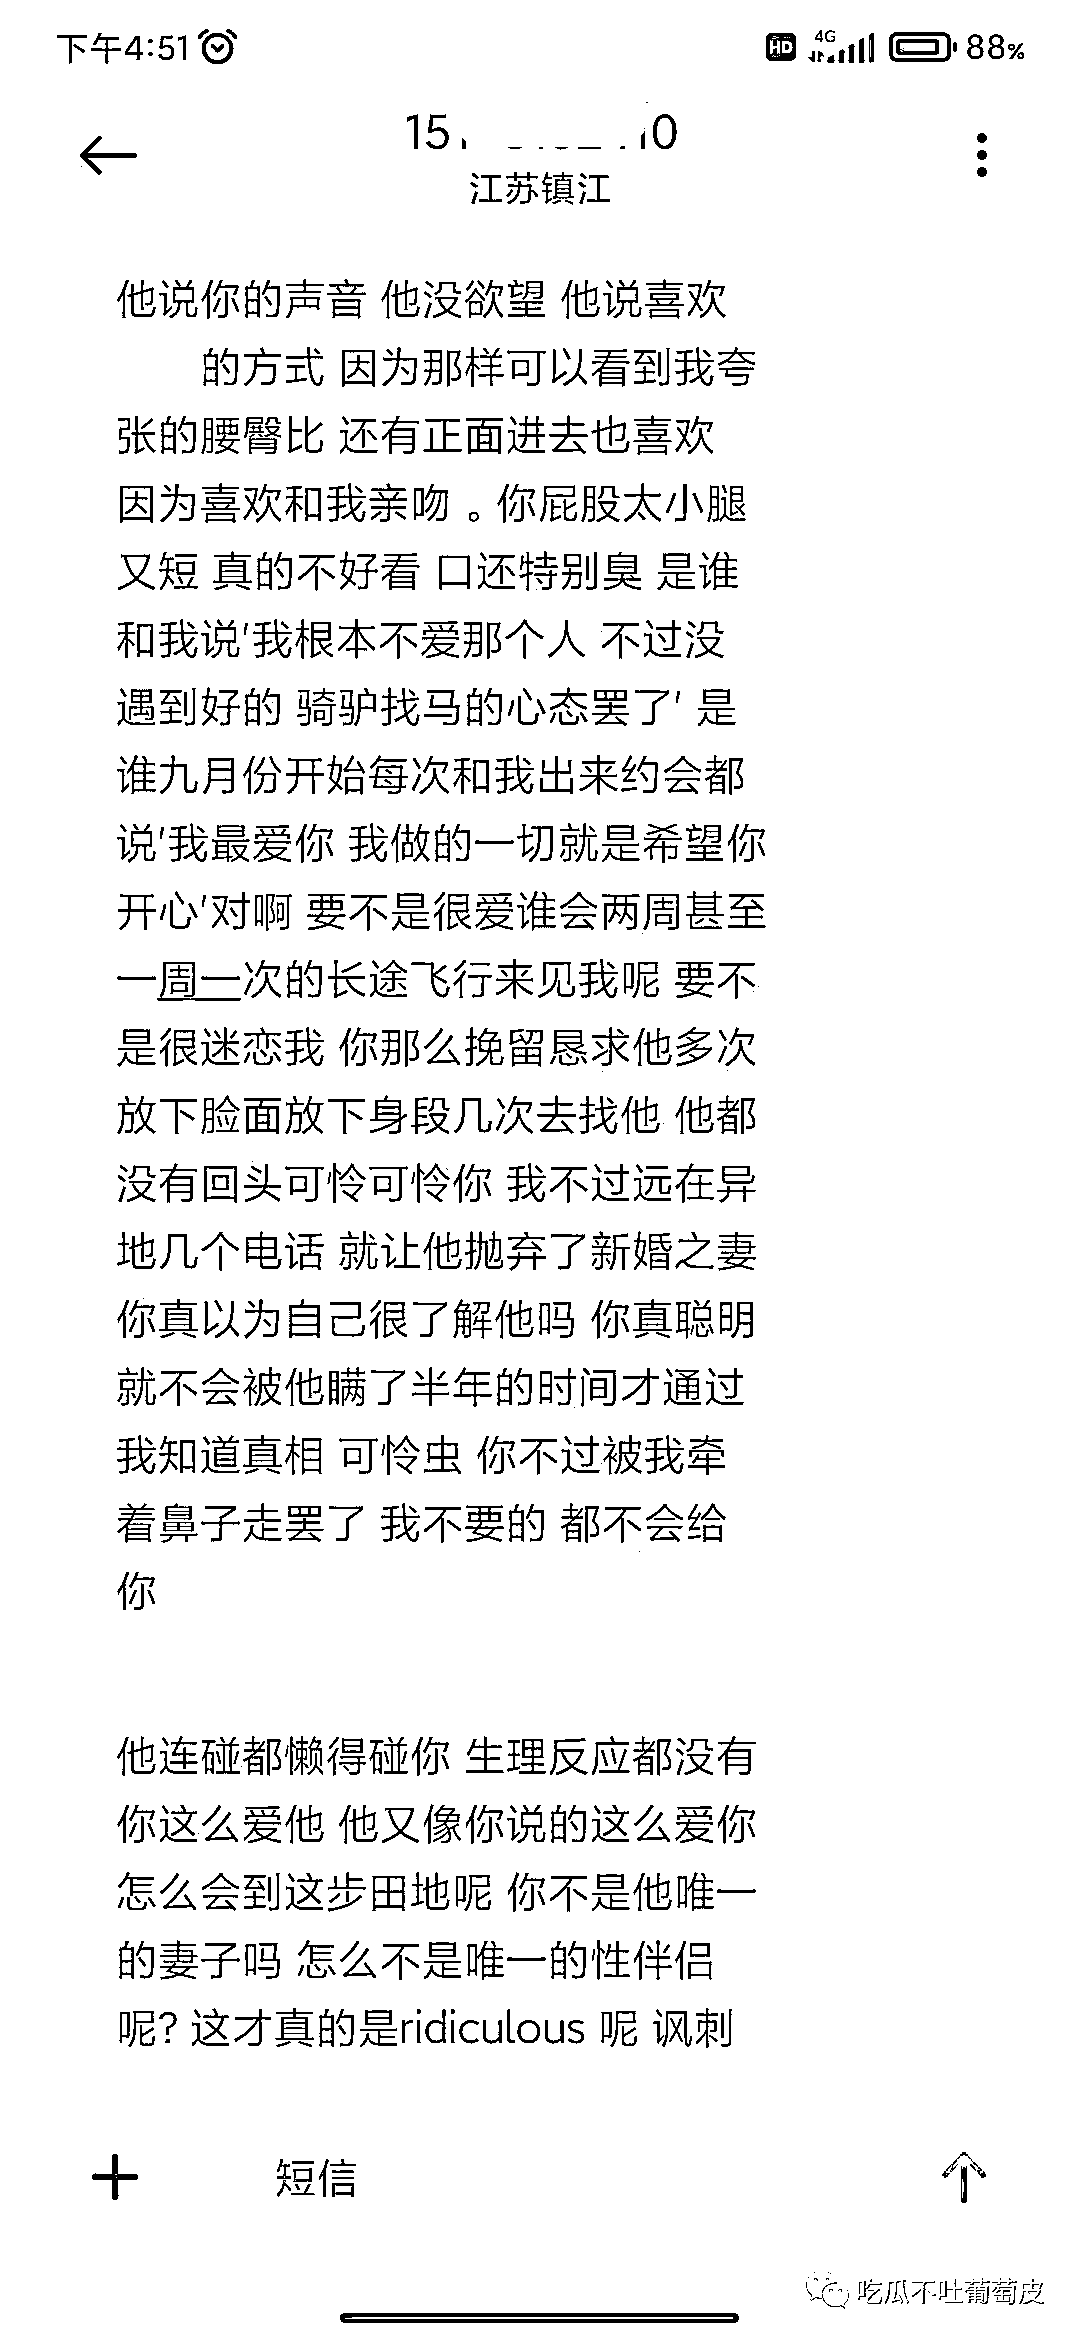 下午4:51
HD 4G 88%
15
江苏镇江
他说你的声音 他没欲望 他说喜欢
的方式 因为那样可以看到我夸
张的腰臀比 还有正面进去也喜欢
因为喜欢和我亲吻 。你屁股太小腿
又短 真的不好看 口还特别臭 是谁
和我说'我根本不爱那个人 不过没
遇到好的 骑驴找马的心态罢了' 是
谁九月份开始每次和我出来约会都
说'我最爱你 我做的一切就是希望你
开心'对啊 要不是很爱谁会两周甚至
一周一次的长途飞行来见我呢 要不
是很迷恋我 你那么挽留恳求他多次
放下脸面放下身段几次去找他 他都
没有回头可怜可怜你 我不过远在异
地几个电话 就让他抛弃了新婚之妻
你真以为自己很了解他吗 你真聪明
就不会被他瞒了半年的时间才通过
我知道真相 可怜虫 你不过被我牵
着鼻子走罢了 我不要的 都不会给
你
他连碰都懒得碰你 生理反应都没有
你这么爱他 他又像你说的这么爱你
怎么会到这步田地呢 你不是他唯一
的妻子吗 怎么不是唯一的性伴侣
呢? 这才真的是ridiculous 呢 讽刺
短信
吃瓜不吐葡萄皮